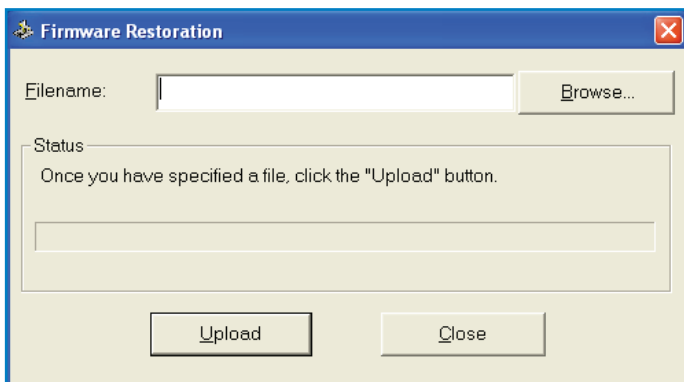 Firmware Restoration
Filename:
Browse...
Status
Once you have specified a file, click the "Upload" button.
Upload
Close